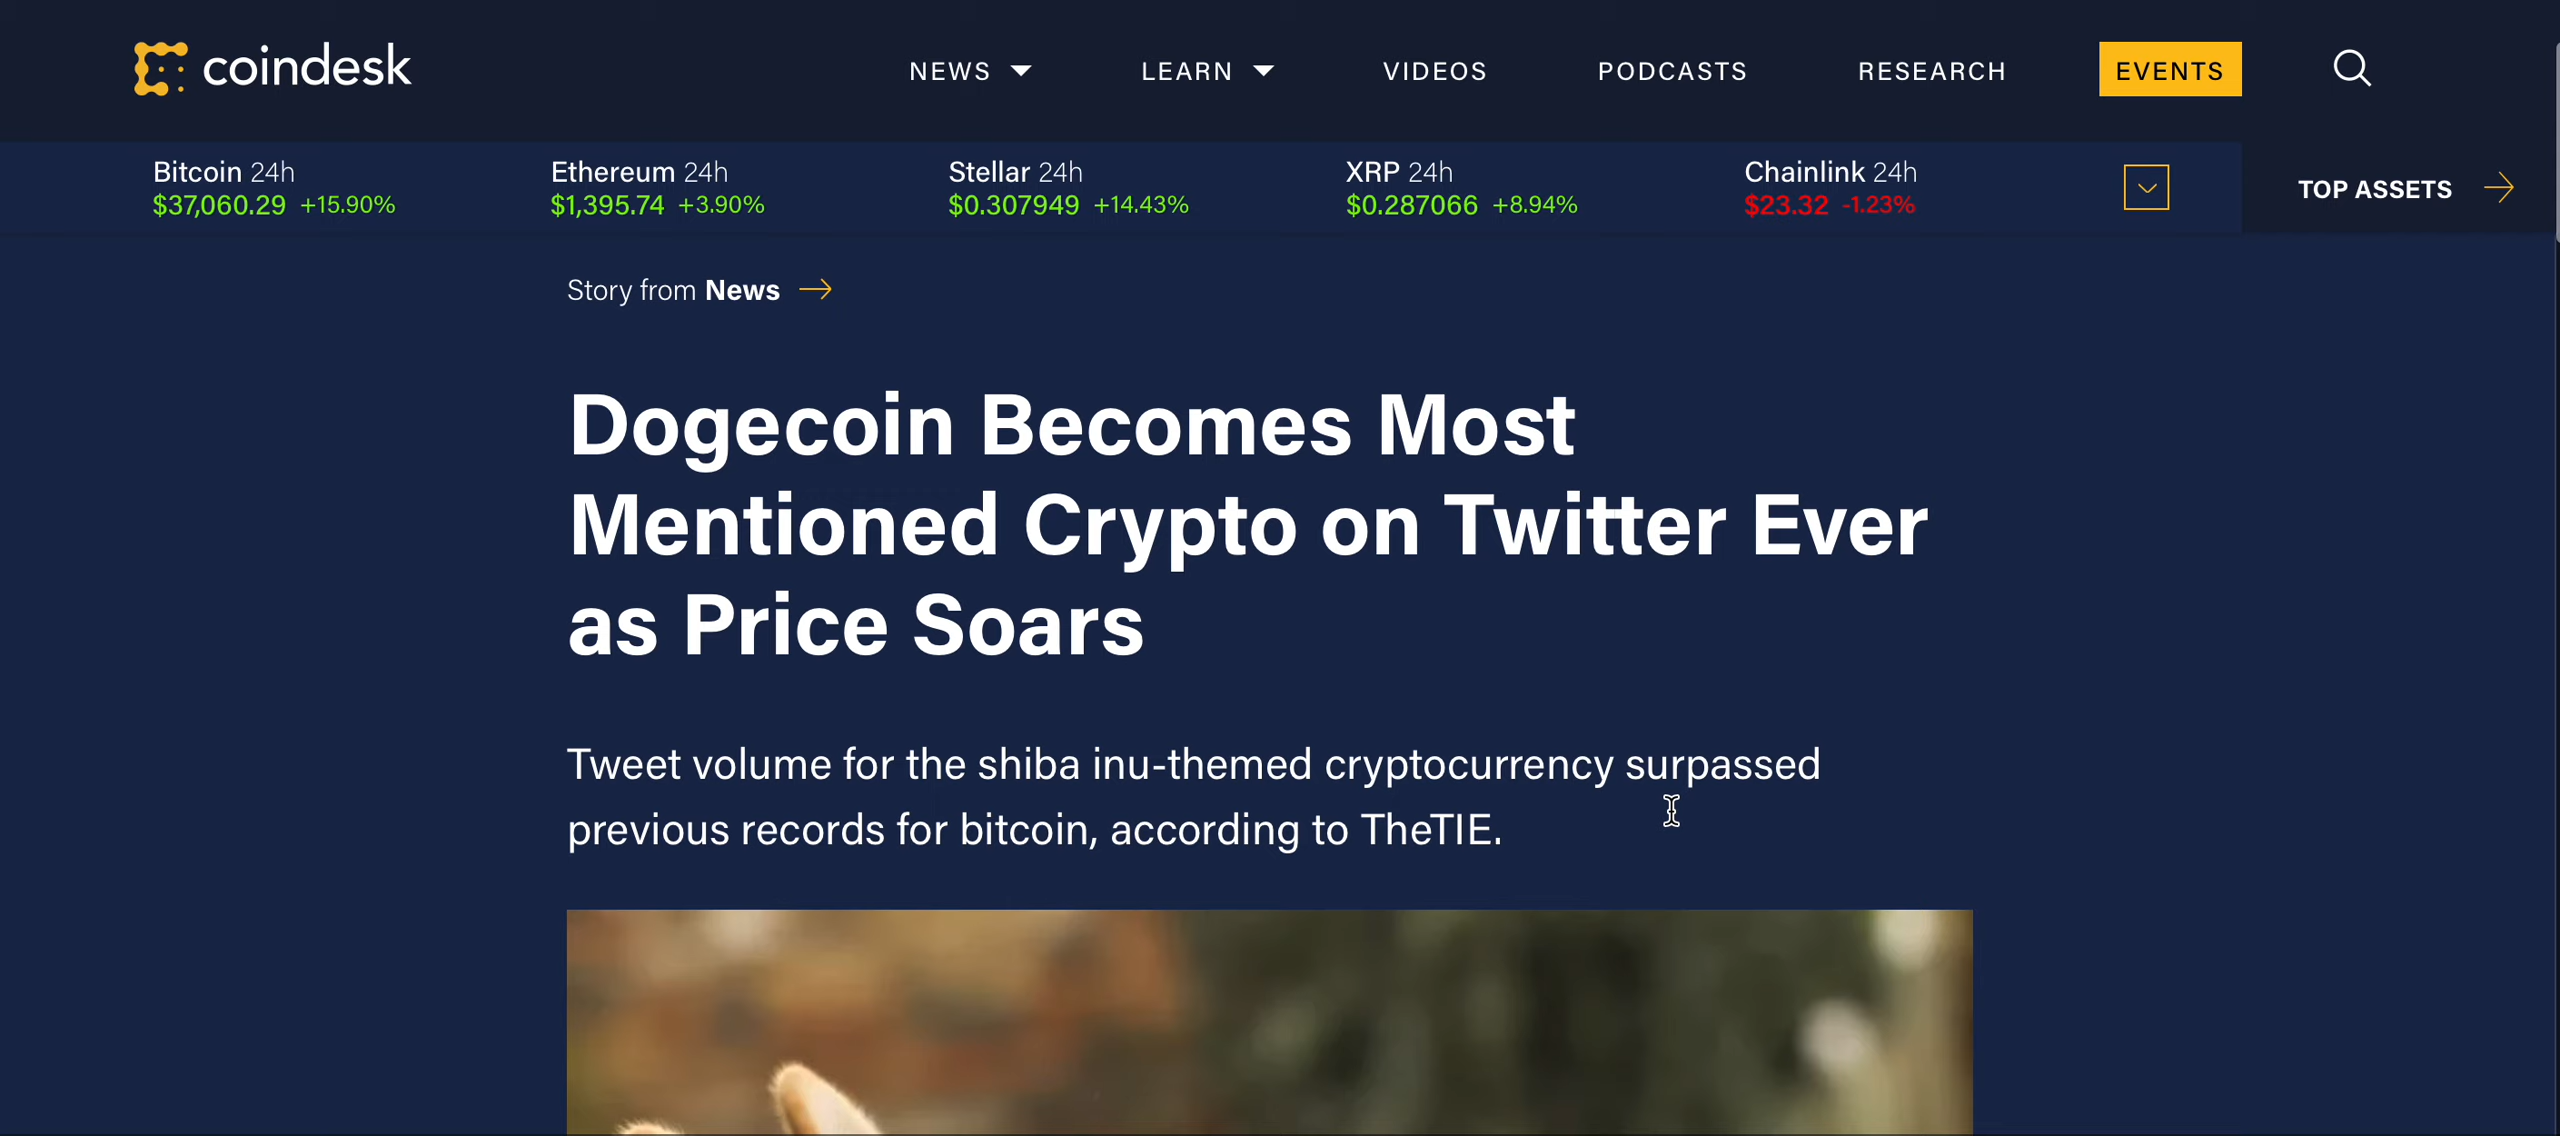 coindesk
NEWS
LEARN
VIDEOS
PODCASTS
RESEARCH
EVENTS
Bitcoin 24h
$37,060.29 +15.90%
Ethereum 24h
$1,395.74 +3.90%
Stellar 24h
$0.307949 +14.43%
XRP 24h
$0.287066 +8.94%
Chainlink 24h
$23.32 -1.23%
TOP ASSETS
Story from News
Dogecoin Becomes Most
Mentioned Crypto on Twitter Ever
as Price Soars
Tweet volume for the shiba inu-themed cryptocurrency surpassed
previous records for bitcoin, according to TheTIE.